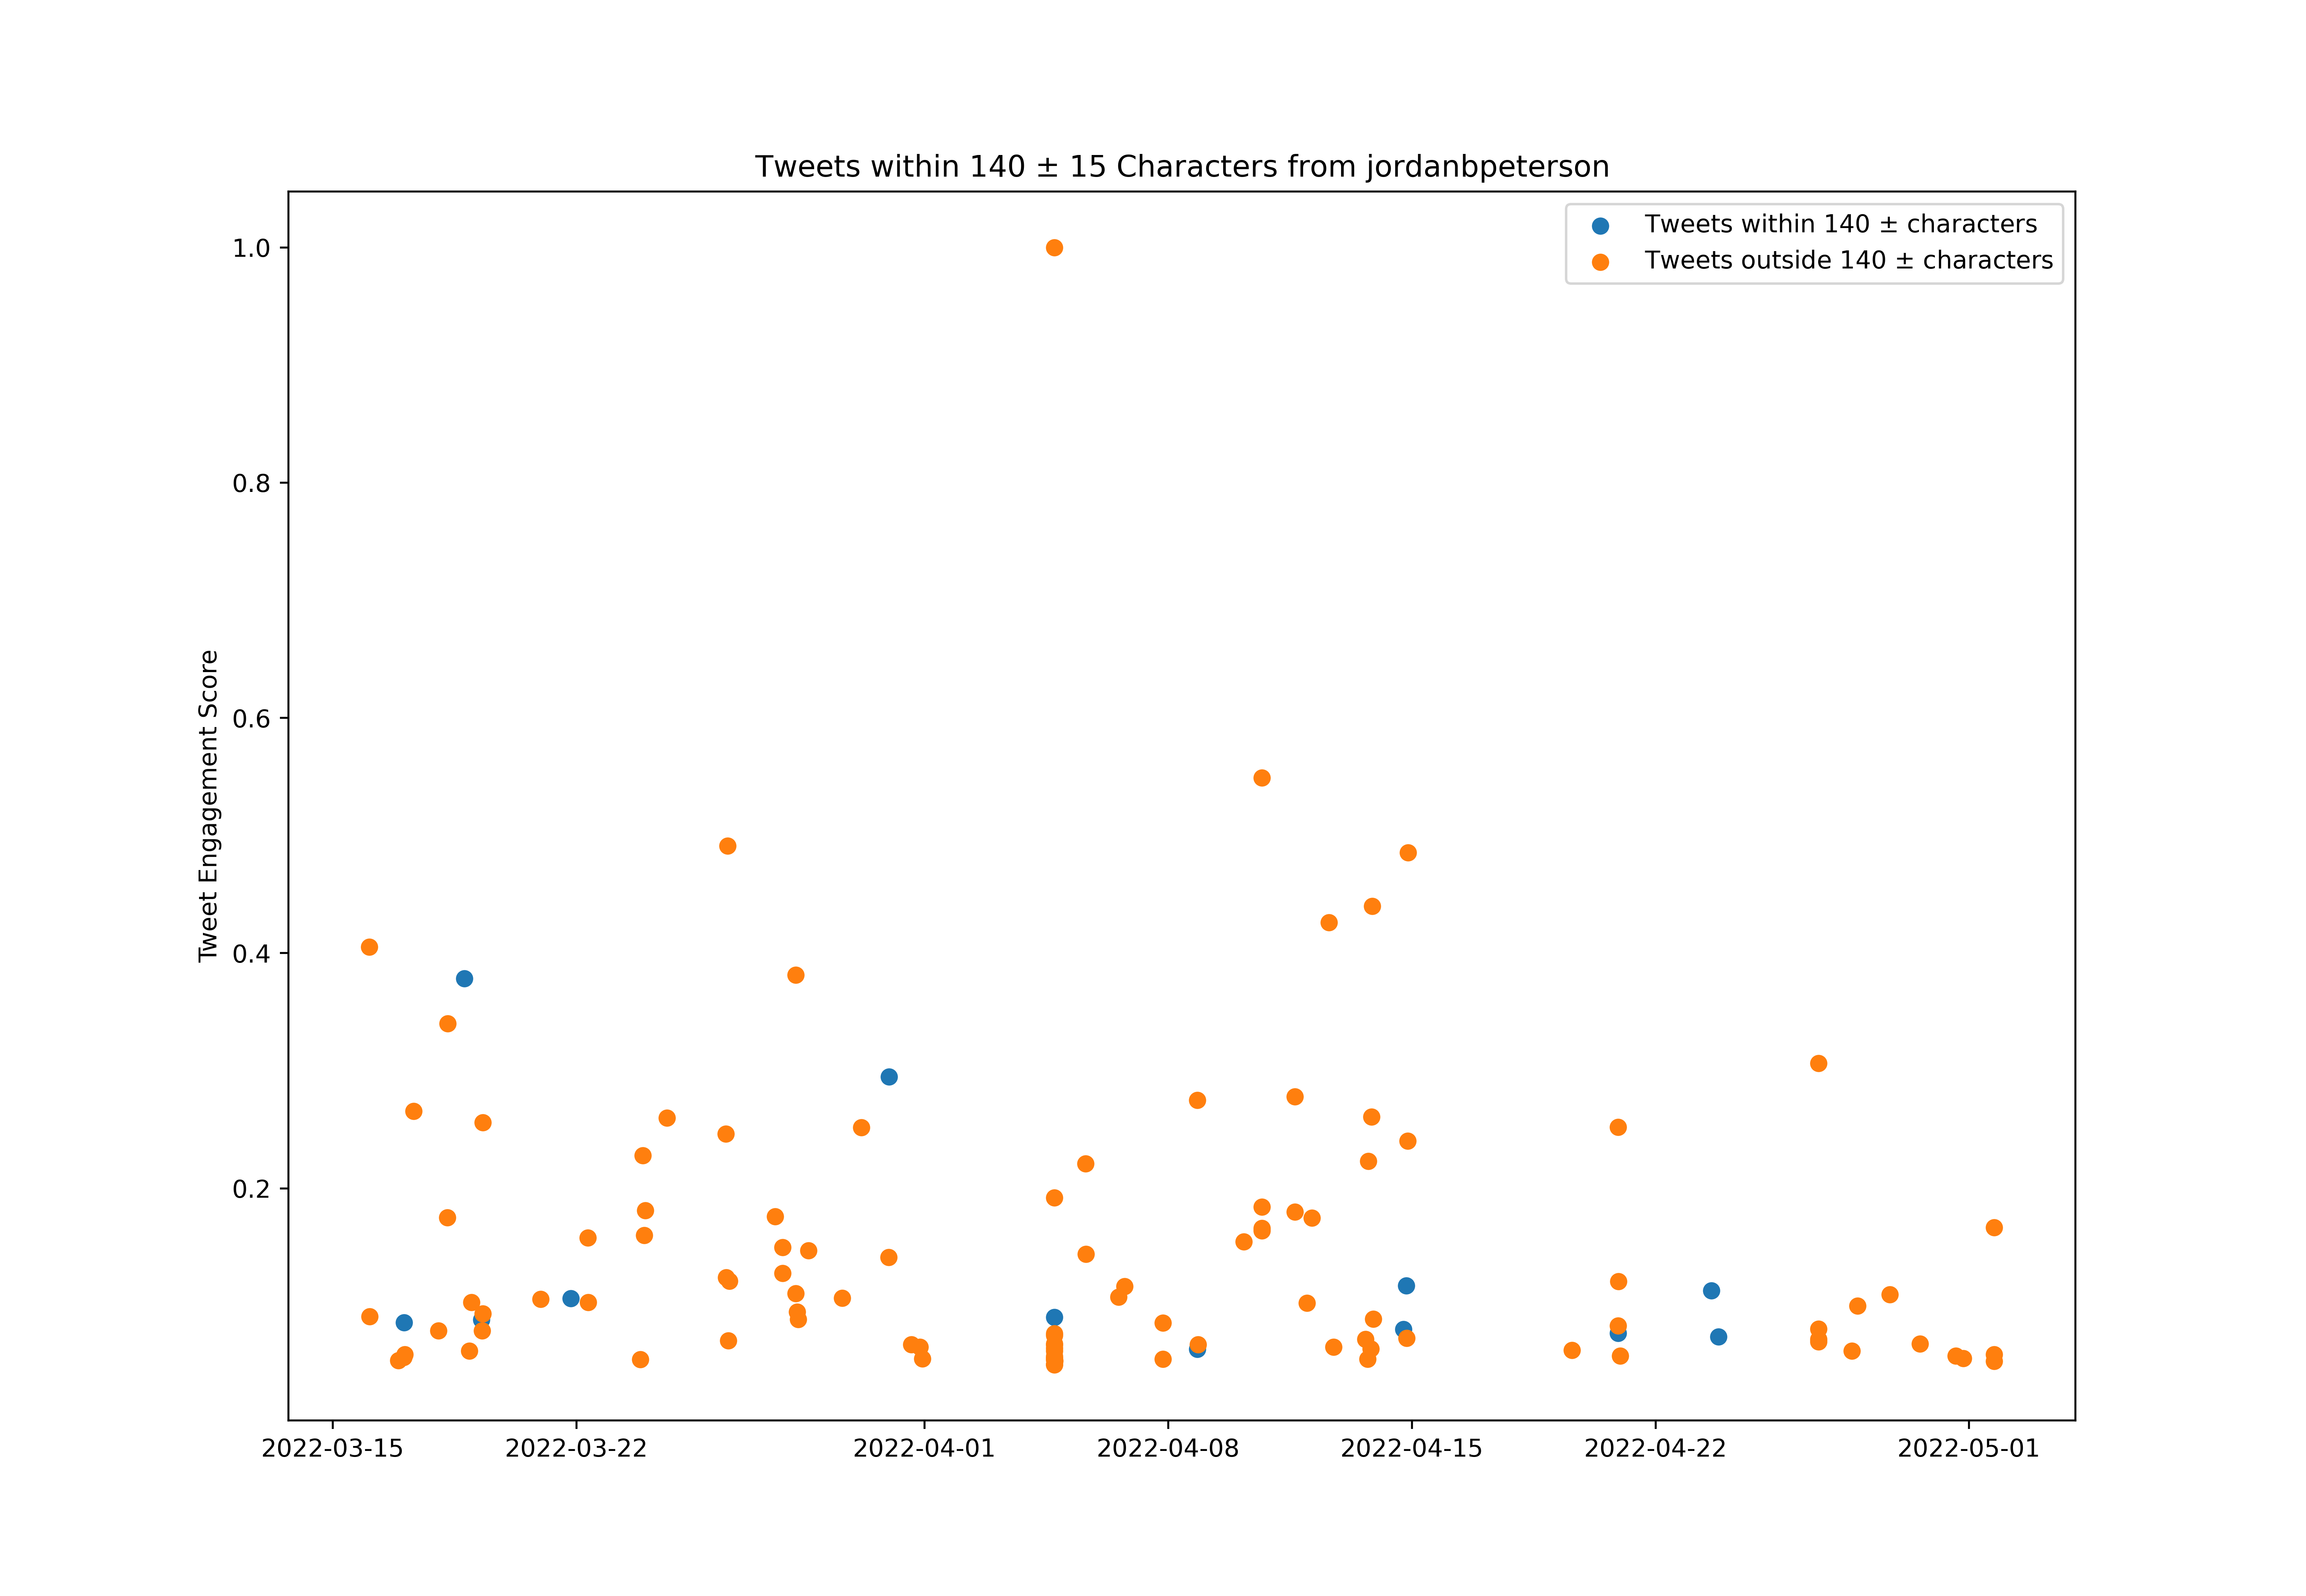 Tweets within 140 ± 15 Characters from jordanbpeterson
Tweets within 140 ± characters
Tweets outside 140 ± characters
Tweet Engagement Score
1.0
0.8
0.6
0.4
0.2
2022-03-15 2022-03-22 2022-04-01 2022-04-08 2022-04-15 2022-04-22 2022-05-01